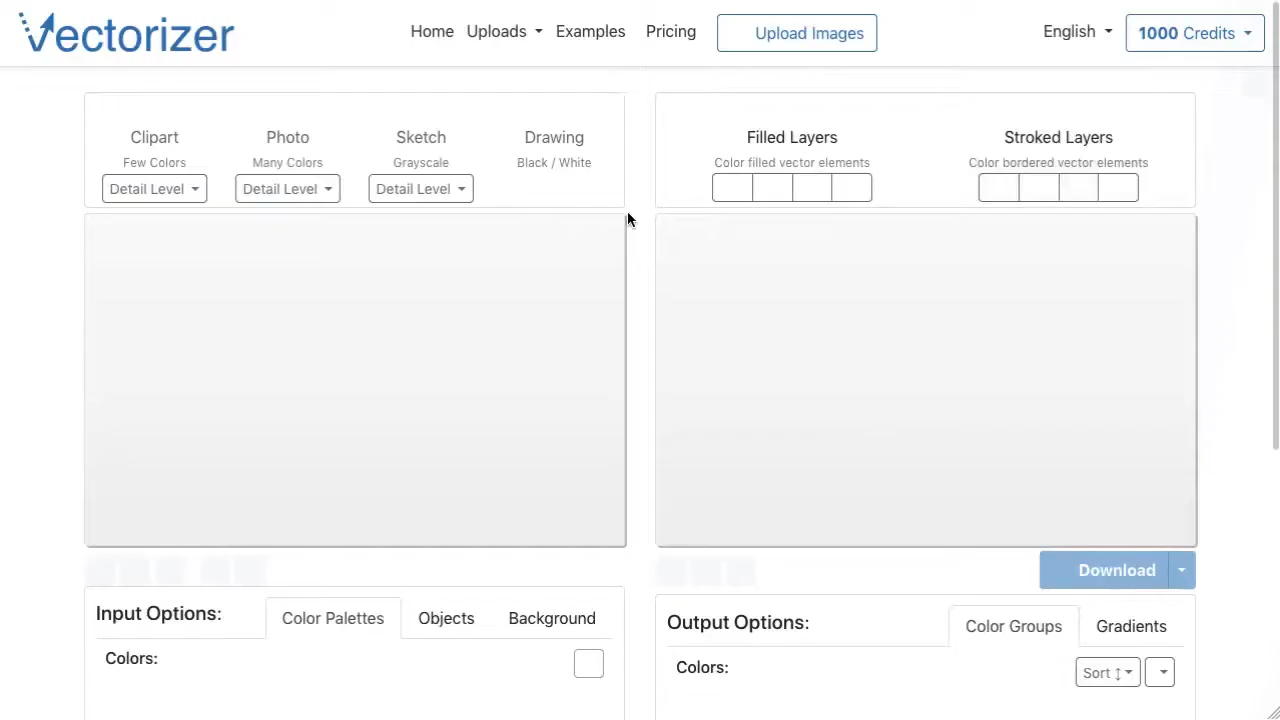 Vectorizer
Home Uploads Examples Pricing Upload Images English 1000 Credits
Clipart Photo Sketch Drawing
Few Colors Many Colors Grayscale Black / White
Detail Level Detail Level Detail Level
Filled Layers Stroked Layers
Color filled vector elements Color bordered vector elements
Download
Input Options: Color Palettes Objects Background
Colors:
Output Options: Color Groups Gradients
Colors: Sort ↕